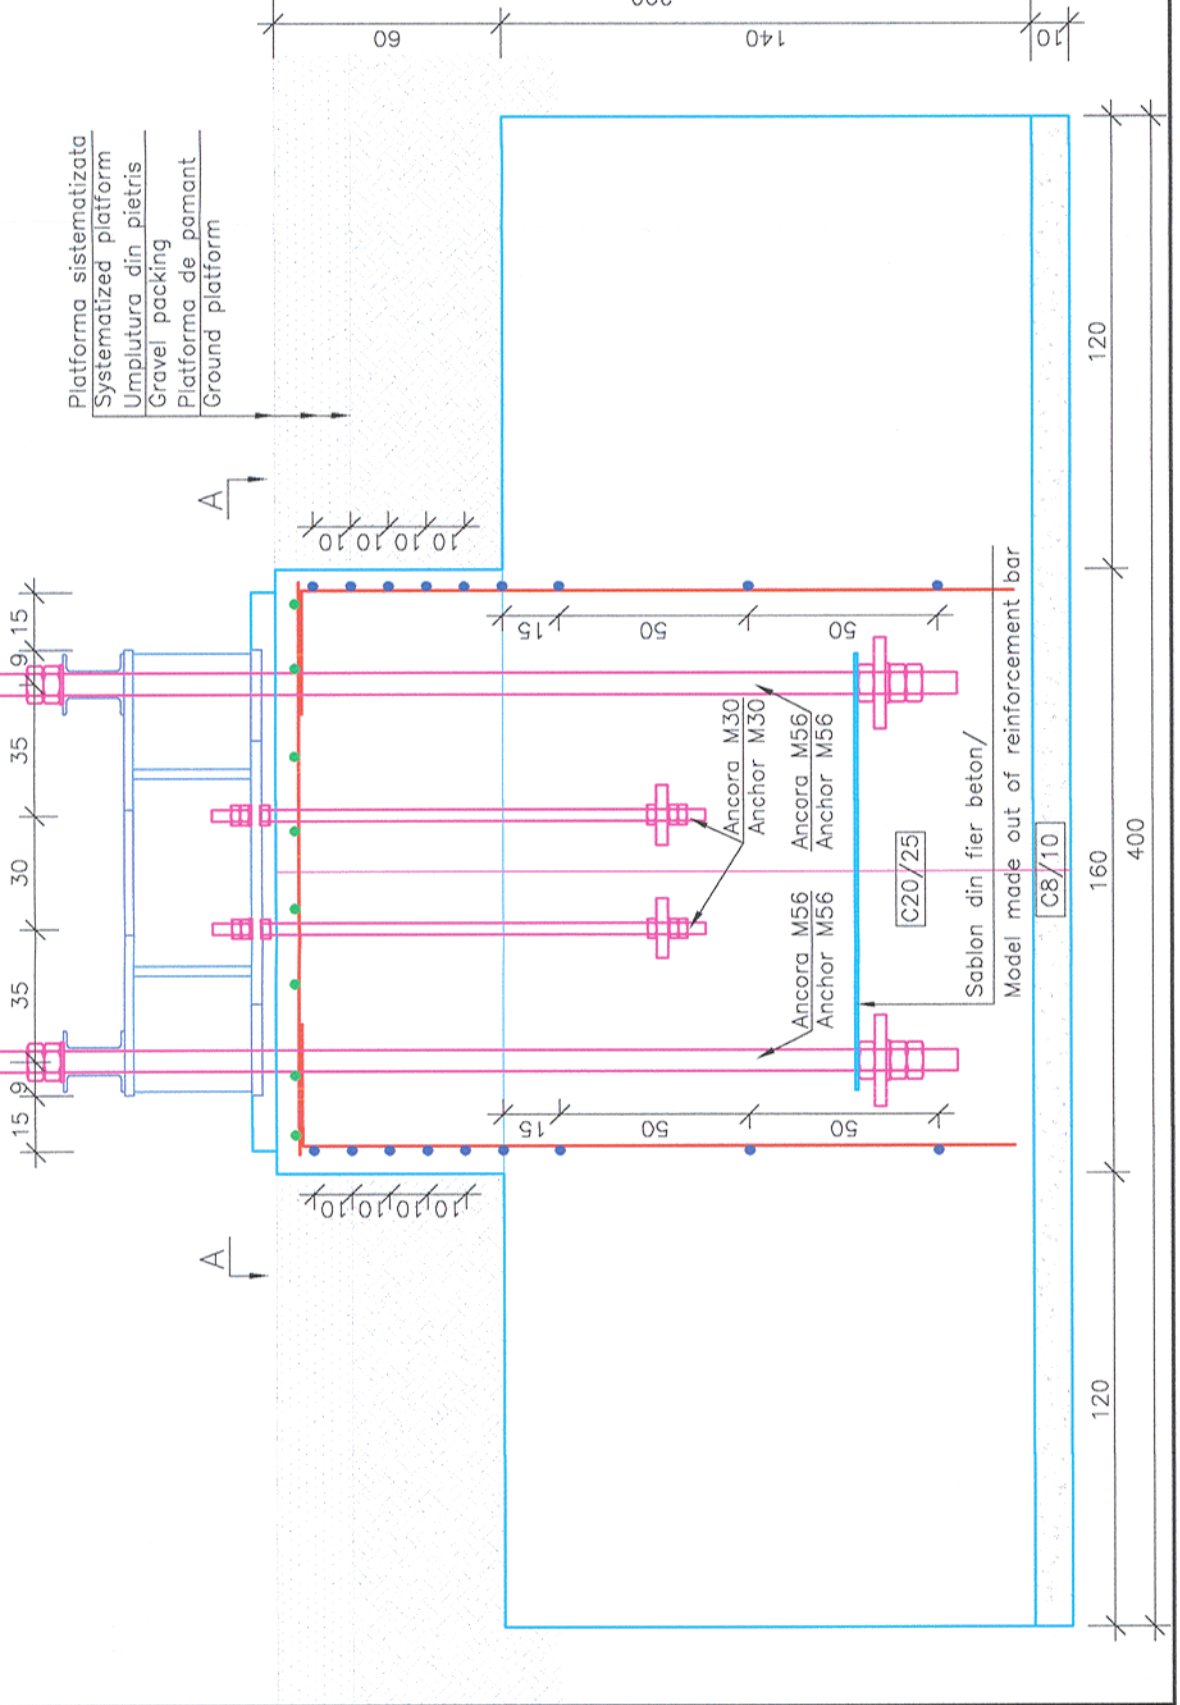 Platforma sistematizata
Systematized platform
Umplutura din pietris
Gravel packing
Platforma de pamant
Ground platform
A
A
15
9
35
30
35
9
15
60
140
10
10
10
10
10
10
10
10
10
15
50
50
15
50
50
Ancora M30
Anchor M30
Ancora M56
Anchor M56
Ancora M56
Anchor M56
C20/25
Sablon din fier beton/
Model made out of reinforcement bar
C8/10
120
160
120
400